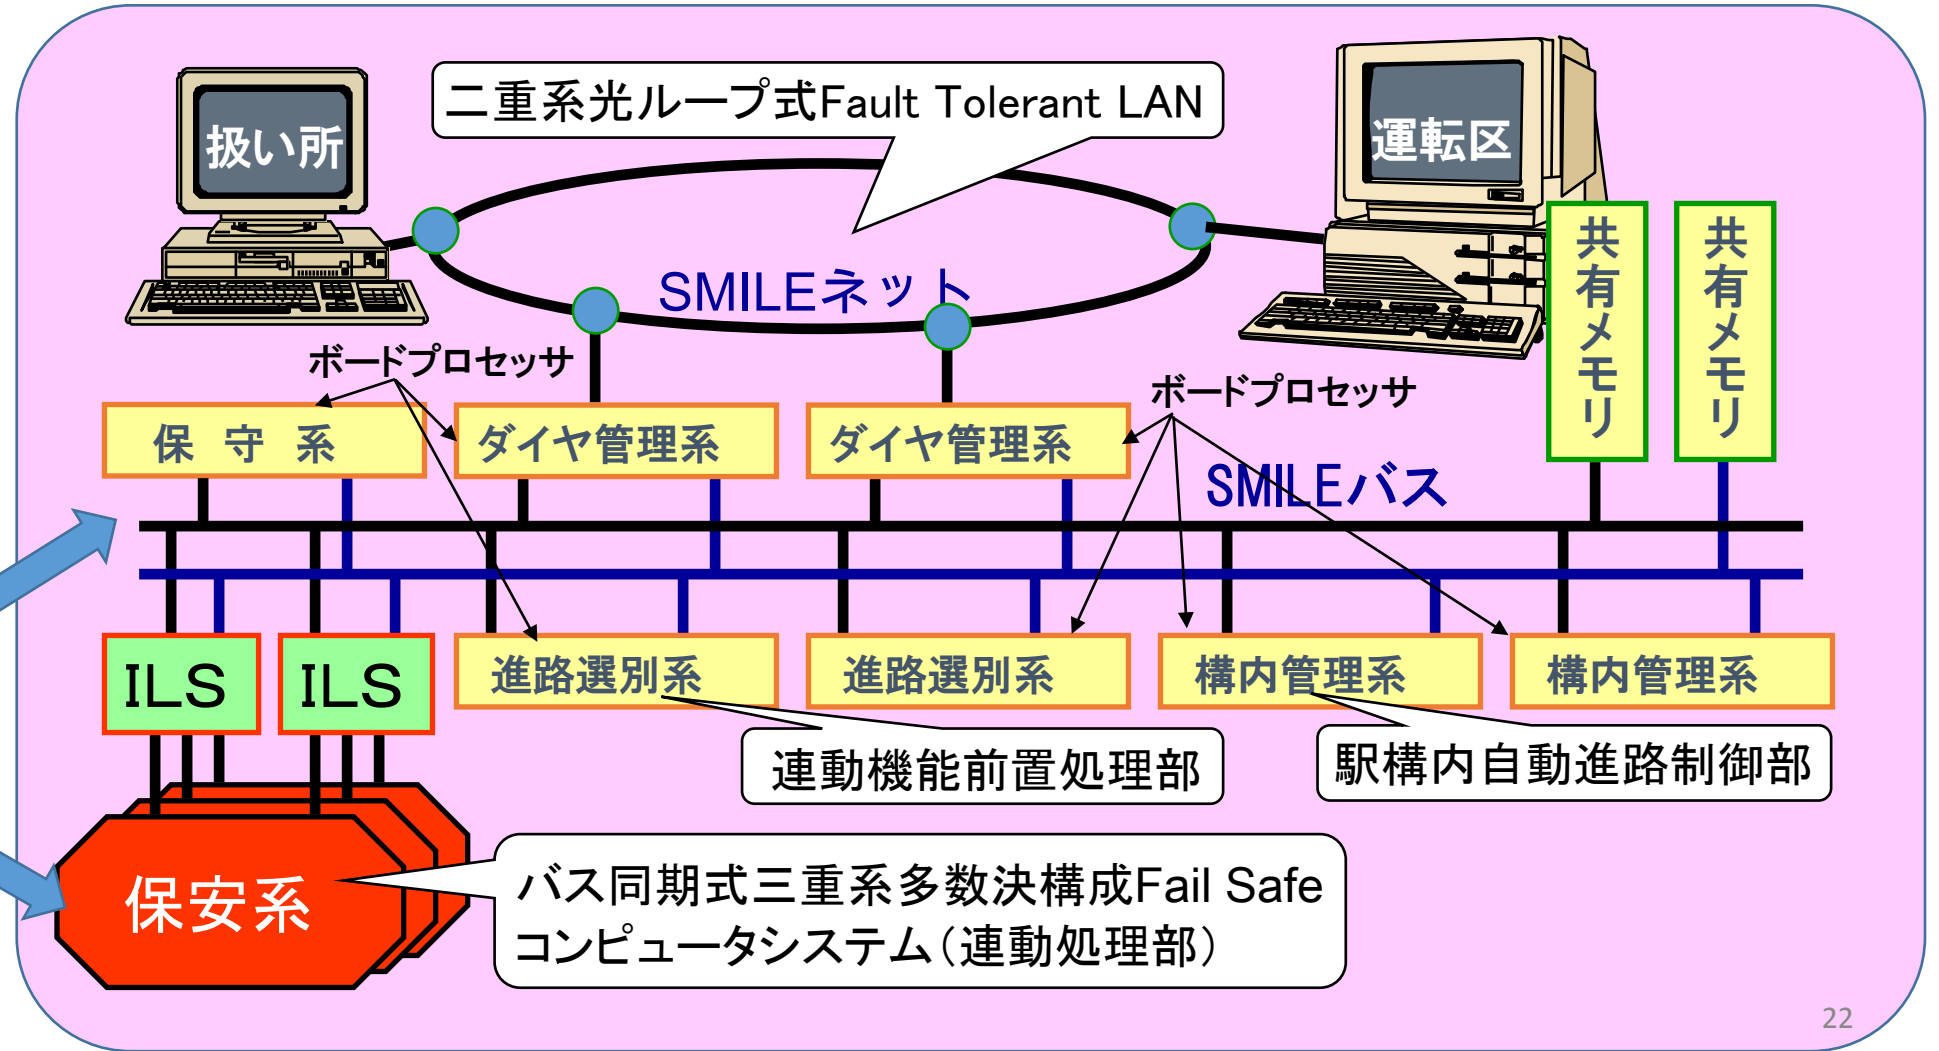 二重系光ループ式Fault Tolerant LAN
扱い所
運転区
SMILEネット
共有メモリ
共有メモリ
ボードプロセッサ
ボードプロセッサ
保 守 系
ダイヤ管理系
ダイヤ管理系
SMILEバス
ILS
ILS
進路選別系
進路選別系
構内管理系
構内管理系
連動機能前置処理部
駅構内自動進路制御部
保安系
バス同期式三重系多数決構成Fail Safe
コンピュータシステム（連動処理部）
22